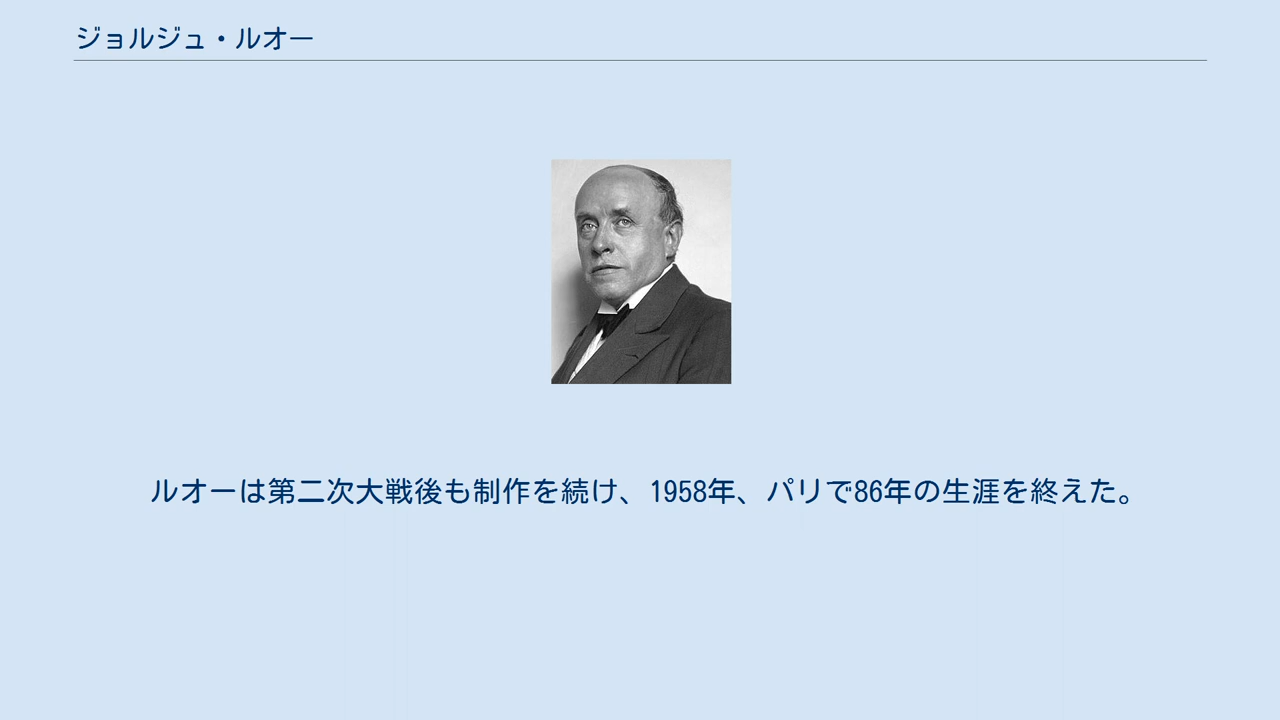 ジョルジュ・ルオー
ルオーは第二次大戦後も制作を続け、1958年、パリで86年の生涯を終えた。